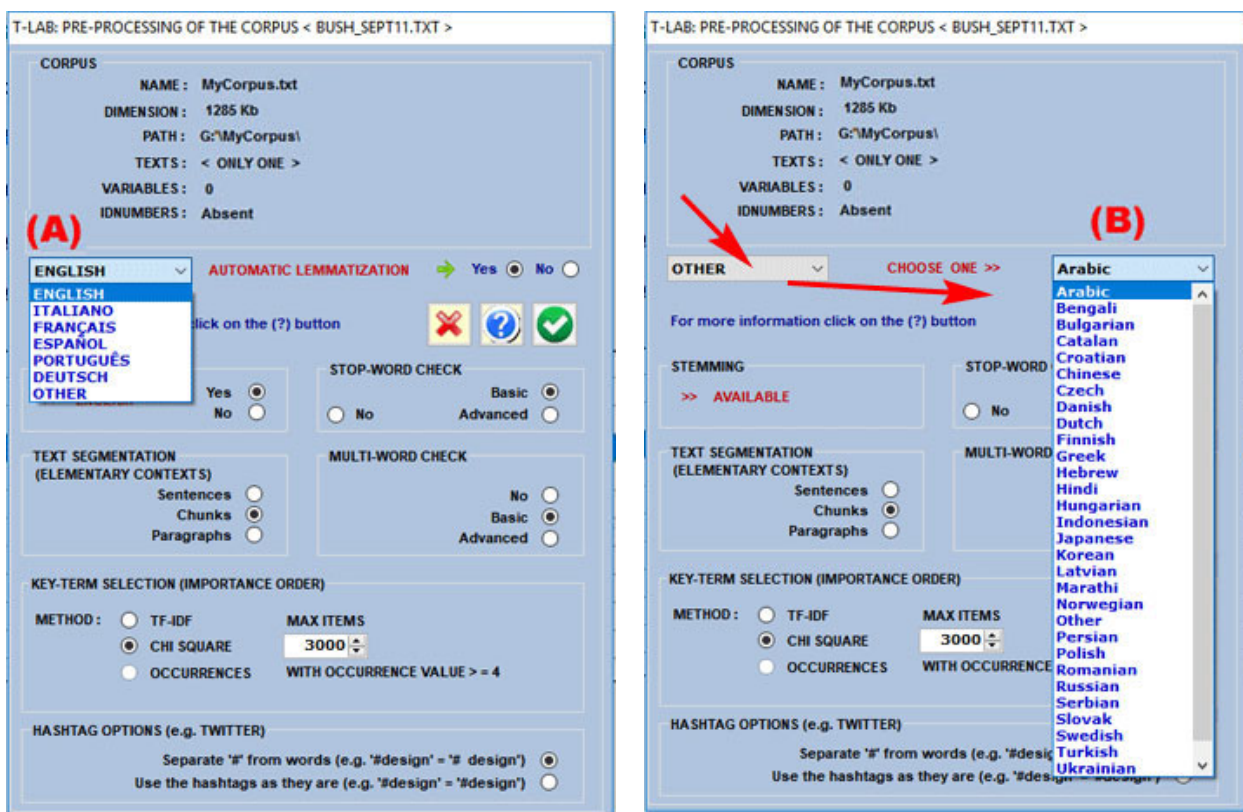 T-LAB: PRE-PROCESSING OF THE CORPUS < BUSH_SEPT11.TXT >
CORPUS
NAME : MyCorpus.txt
DIMENSION : 1285 Kb
PATH : G:\MyCorpus\
TEXTS : < ONLY ONE >
VARIABLES : 0
IDNUMBERS : Absent
(A)
ENGLISH AUTOMATIC LEMMATIZATION Yes No
ENGLISH
ITALIANO
FRANÇAIS
ESPAÑOL
PORTUGUÊS
DEUTSCH
OTHER
click on the (?) button
Yes
No
STOP-WORD CHECK
Basic
No Advanced
TEXT SEGMENTATION
(ELEMENTARY CONTEXTS)
Sentences
Chunks
Paragraphs
MULTI-WORD CHECK
No
Basic
Advanced
KEY-TERM SELECTION (IMPORTANCE ORDER)
METHOD : TF-IDF MAX ITEMS
CHI SQUARE 3000
OCCURRENCES WITH OCCURRENCE VALUE > = 4
HASHTAG OPTIONS (e.g. TWITTER)
Separate '#' from words (e.g. '#design' = '# design')
Use the hashtags as they are (e.g. '#design' = '#design')
T-LAB: PRE-PROCESSING OF THE CORPUS < BUSH_SEPT11.TXT >
CORPUS
NAME : MyCorpus.txt
DIMENSION : 1285 Kb
PATH : G:\MyCorpus\
TEXTS : < ONLY ONE >
VARIABLES : 0
IDNUMBERS : Absent
(B)
OTHER CHOOSE ONE >> Arabic
Arabic
Bengali
Bulgarian
Catalan
Croatian
Chinese
Czech
Danish
Dutch
Finnish
Greek
Hebrew
Hindi
Hungarian
Indonesian
Japanese
Korean
Latvian
Marathi
Norwegian
Other
Persian
Polish
Romanian
Russian
Serbian
Slovak
Swedish
Turkish
Ukrainian
For more information click on the (?) button
STEMMING
>> AVAILABLE
STOP-WORD
No
TEXT SEGMENTATION
(ELEMENTARY CONTEXTS)
Sentences
Chunks
Paragraphs
MULTI-WORD
KEY-TERM SELECTION (IMPORTANCE ORDER)
METHOD : TF-IDF MAX ITEMS
CHI SQUARE 3000
OCCURRENCES WITH OCCURRENCE
HASHTAG OPTIONS (e.g. TWITTER)
Separate '#' from words (e.g. '#desig
Use the hashtags as they are (e.g. '#design' = '#design')